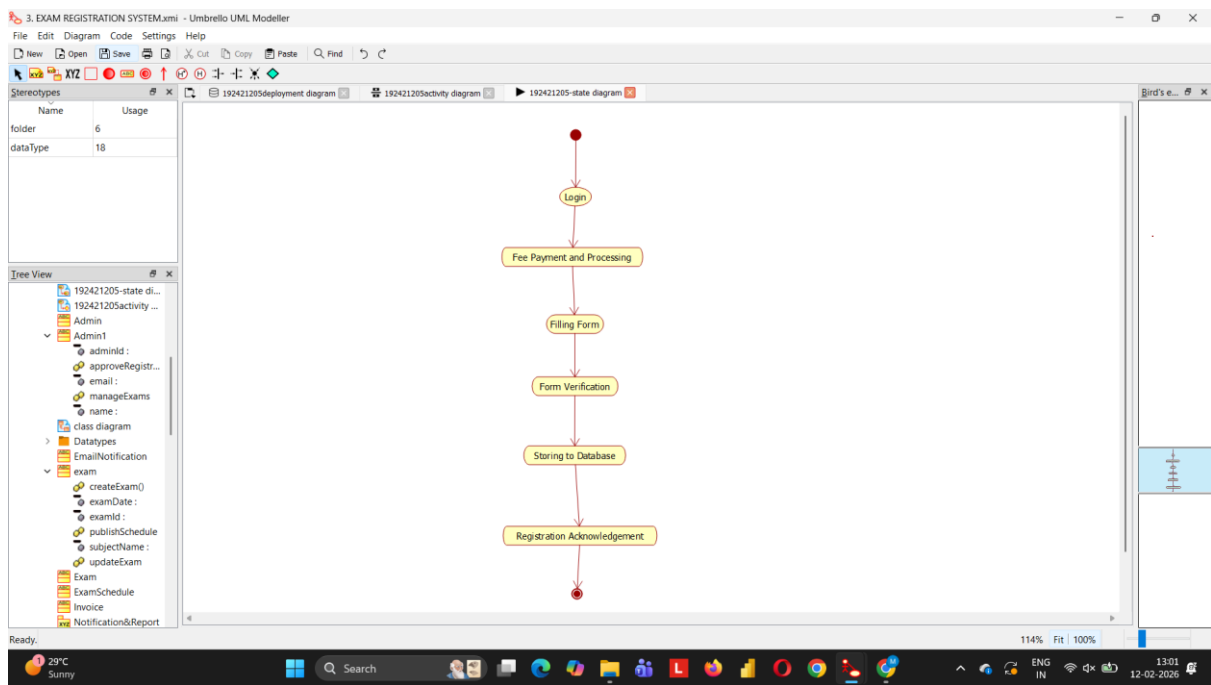 3. EXAM REGISTRATION SYSTEM.xmi - Umbrello UML Modeller
File Edit Diagram Code Settings Help
New Open Save Cut Copy Paste Find
XYZ XYZ ABC
Stereotypes
Name Usage
folder 6
dataType 18
192421205deployment diagram 192421205activity diagram 192421205-state diagram
Bird's e...
Login
Fee Payment and Processing
Filling Form
Form Verification
Storing to Database
Registration Acknowledgement
Tree View
192421205-state di...
192421205activity ...
Admin
Admin1
adminId :
approveRegistr...
email :
manageExams
name :
class diagram
Datatypes
EmailNotification
exam
createExam()
examDate :
examId :
publishSchedule
subjectName :
updateExam
Exam
ExamSchedule
Invoice
Notification&Report
Ready.
114% Fit 100%
1
29°C
Sunny
Search
L
M
ENG
IN
13:01
12-02-2026